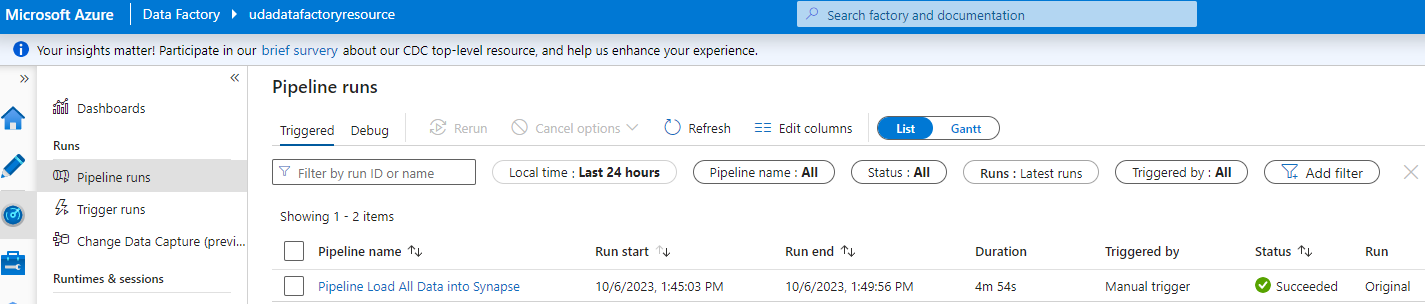 Microsoft Azure
Data Factory
udadatafactoryresource
Search factory and documentation
Your insights matter! Participate in our brief survey about our CDC top-level resource, and help us enhance your experience.
Dashboards
Runs
Pipeline runs
Trigger runs
Change Data Capture (previ...
Runtimes & sessions
Pipeline runs
Triggered Debug Rerun Cancel options Refresh Edit columns List Gantt
Filter by run ID or name Local time : Last 24 hours Pipeline name : All Status : All Runs : Latest runs Triggered by : All Add filter
Showing 1 - 2 items
Pipeline name Run start Run end Duration Triggered by Status Run
Pipeline Load All Data into Synapse 10/6/2023, 1:45:03 PM 10/6/2023, 1:49:56 PM 4m 54s Manual trigger Succeeded Original